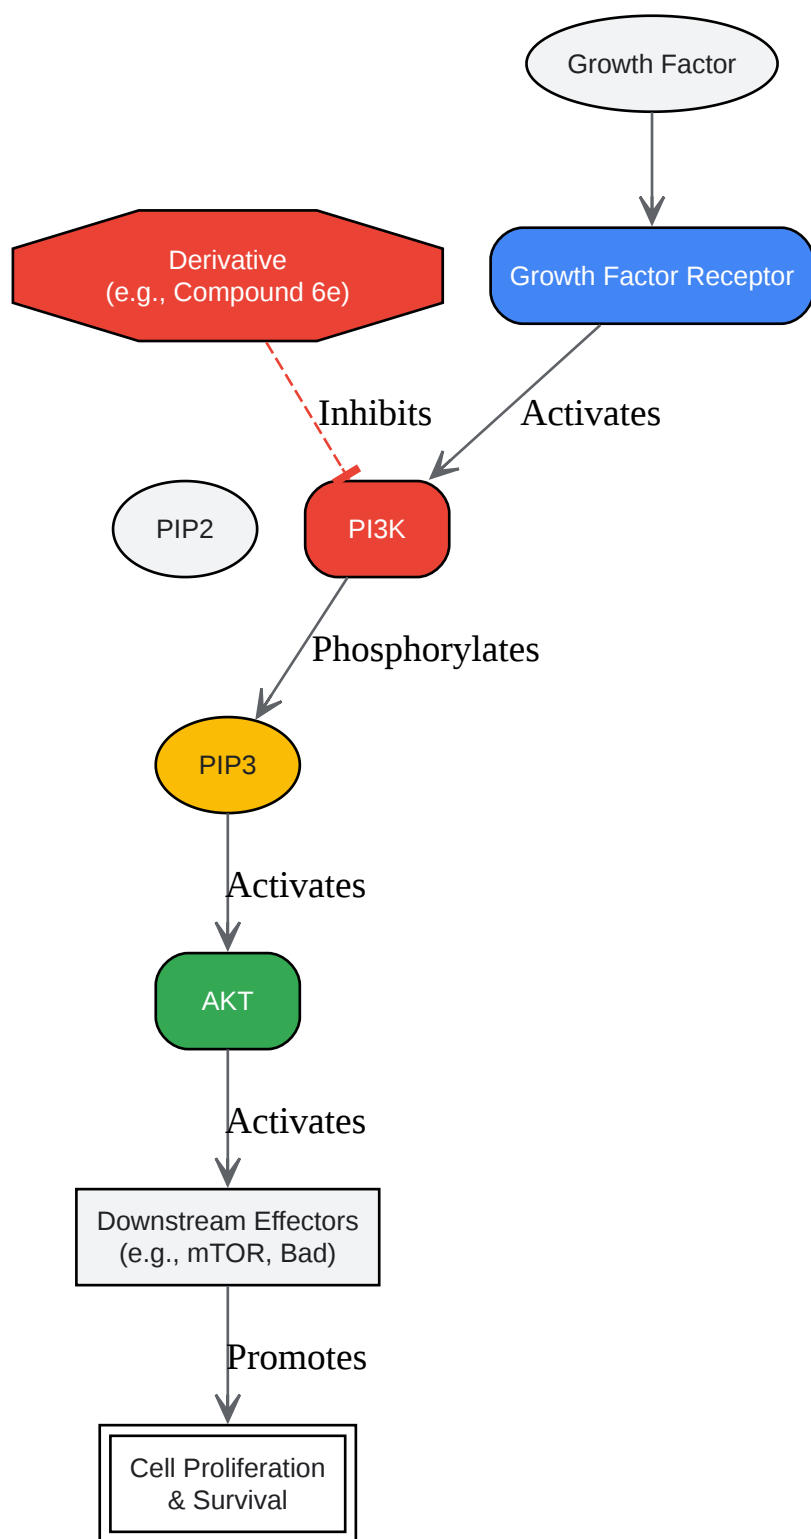 Growth Factor
Derivative
(e.g., Compound 6e)
Growth Factor Receptor
Inhibits
Activates
PIP2
PI3K
Phosphorylates
PIP3
Activates
AKT
Activates
Downstream Effectors
(e.g., mTOR, Bad)
Promotes
Cell Proliferation
& Survival